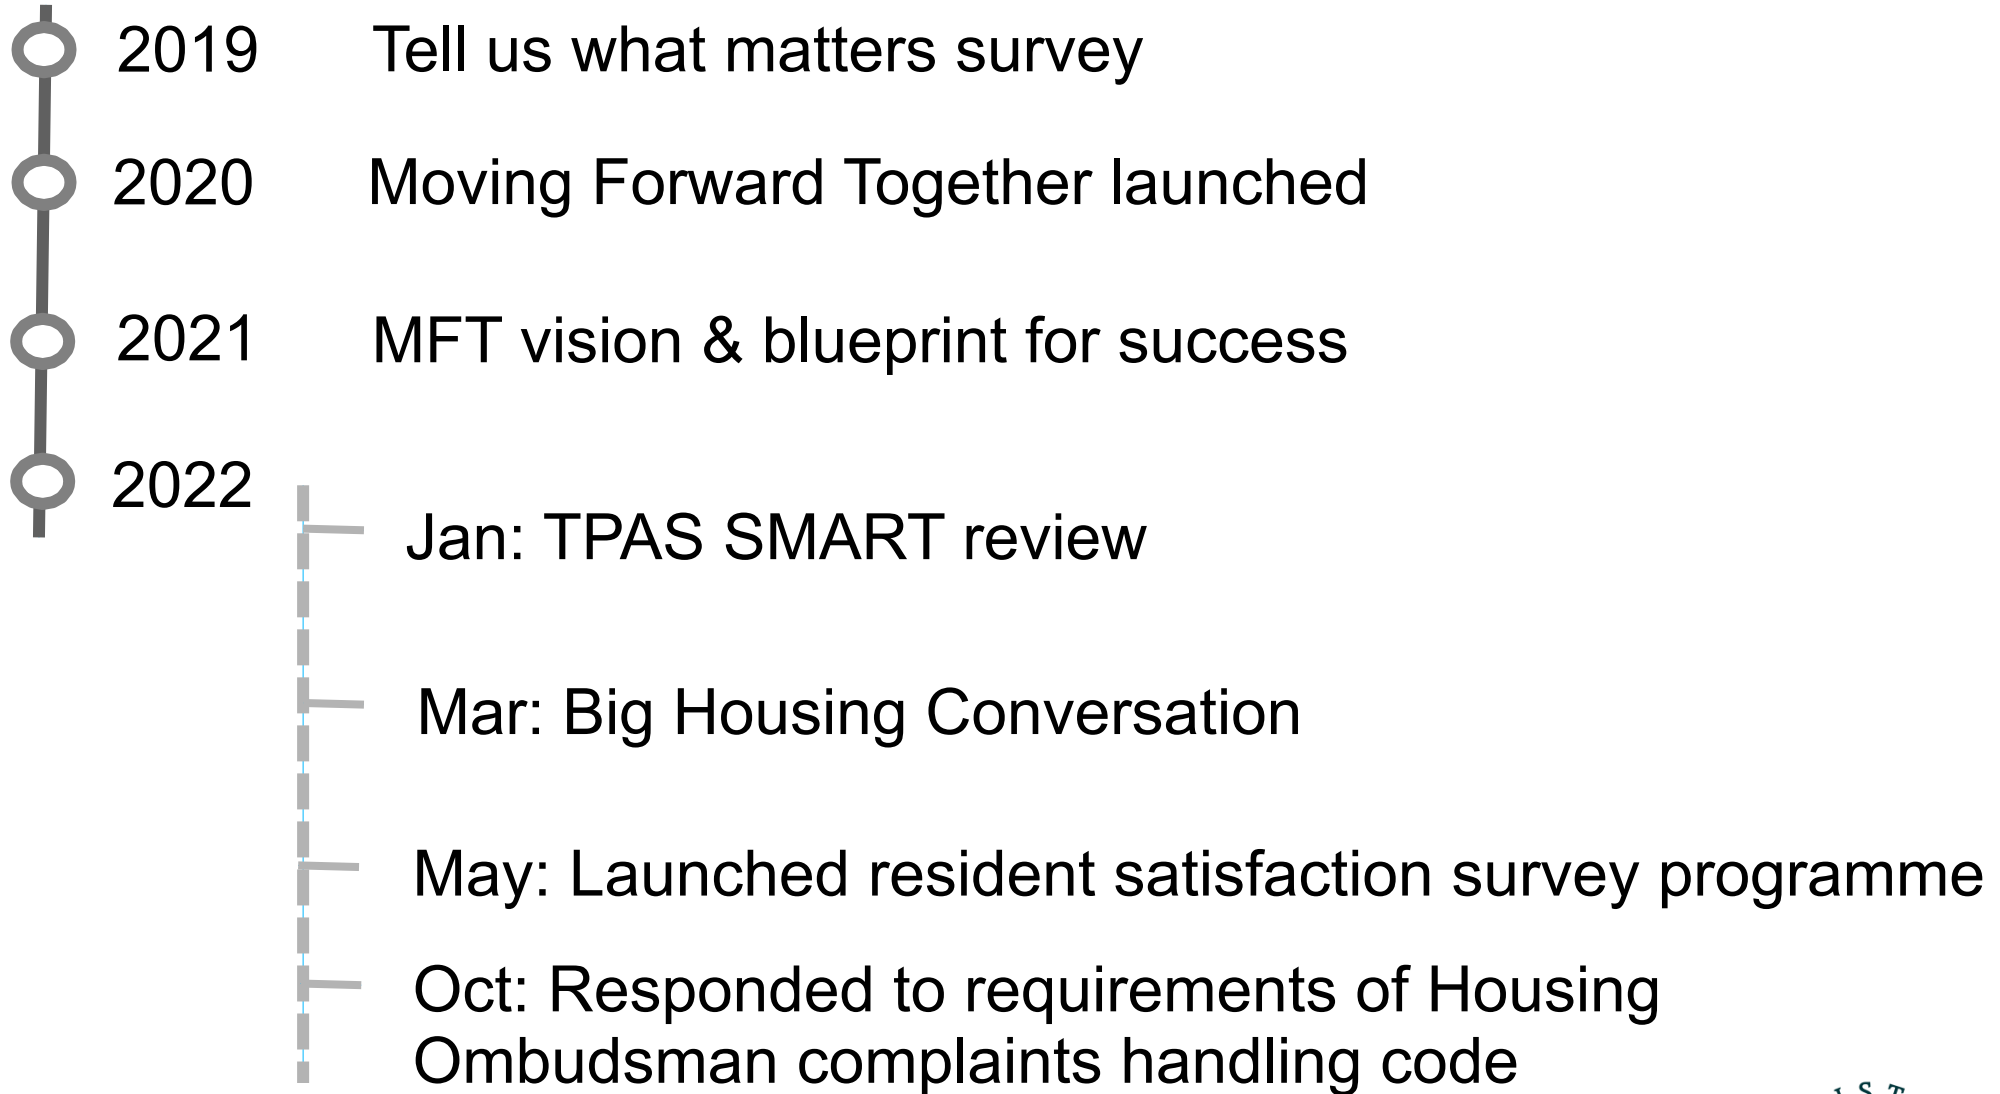 2019 Tell us what matters survey
2020 Moving Forward Together launched
2021 MFT vision & blueprint for success
2022
Jan: TPAS SMART review
Mar: Big Housing Conversation
May: Launched resident satisfaction survey programme
Oct: Responded to requirements of Housing
Ombudsman complaints handling code